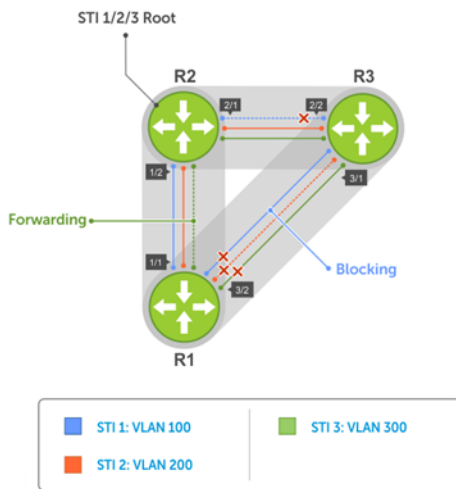 STI 1/2/3 Root
R2
R3
2/1
2/2
1/2
3/1
Forwarding
1/1
Blocking
3/2
R1
STI 1: VLAN 100
STI 3: VLAN 300
STI 2: VLAN 200